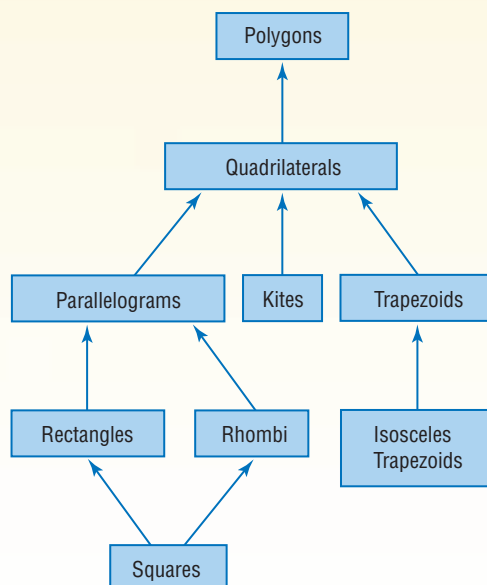 Polygons
Quadrilaterals
Parallelograms
Kites
Trapezoids
Rectangles
Rhombi
Isosceles
Trapezoids
Squares